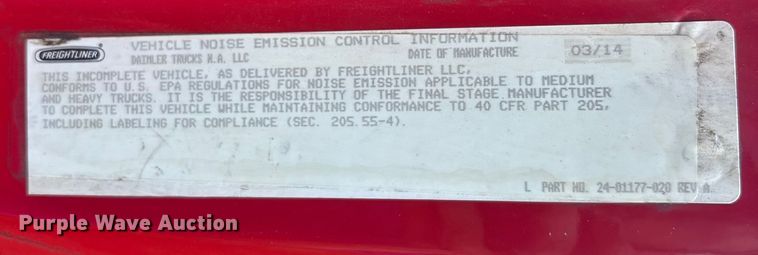 FREIGHTLINER
VEHICLE NOISE EMISSION CONTROL INFORMATION
DAIMLER TRUCKS N.A. LLC DATE OF MANUFACTURE 03/14
THIS INCOMPLETE VEHICLE, AS DELIVERED BY FREIGHTLINER LLC,
CONFORMS TO U.S. EPA REGULATIONS FOR NOISE EMISSION APPLICABLE TO MEDIUM
AND HEAVY TRUCKS. IT IS THE RESPONSIBILITY OF THE FINAL STAGE MANUFACTURER
TO COMPLETE THIS VEHICLE WHILE MAINTAINING CONFORMANCE TO 40 CFR PART 205,
INCLUDING LABELING FOR COMPLIANCE (SEC. 205.55-4).
L PART NO. 24-01177-020 REV A
Purple Wave Auction